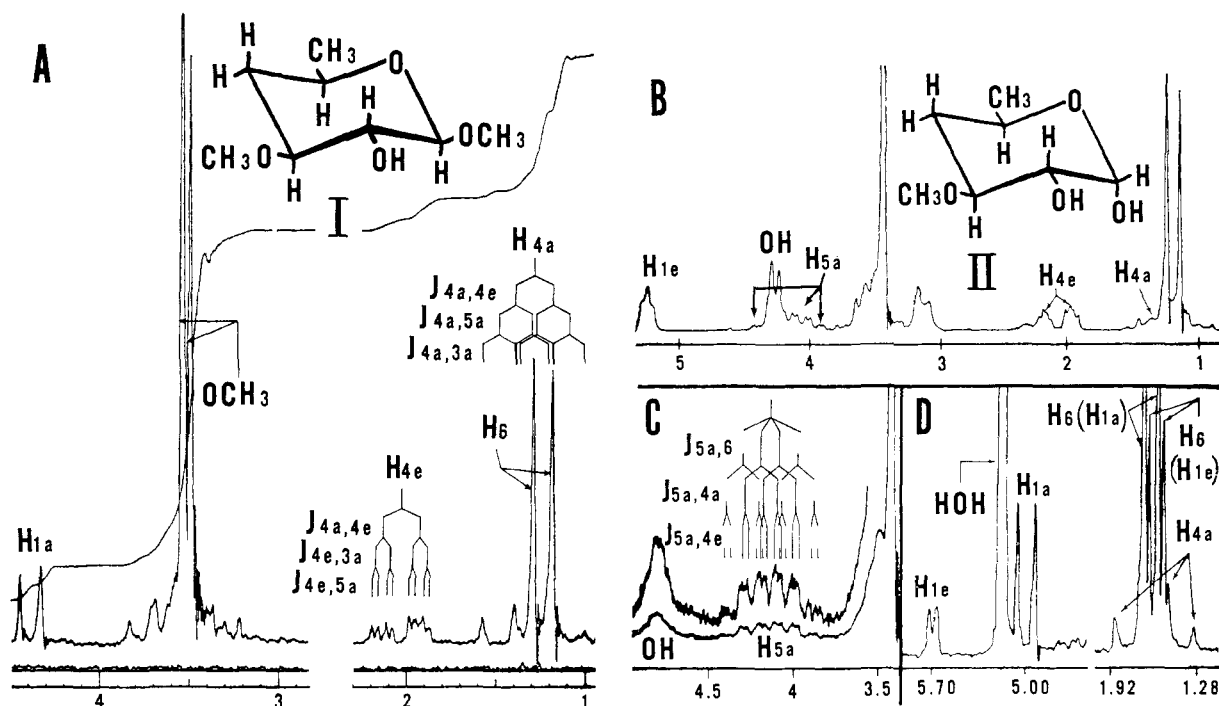 A
H
H
CH3
O
H
H
OCH3
OH
H
CH3O
H
I
H4a
J4a,4e
J4a,5a
J4a,3a
OCH3
H6
H4e
J4a,4e
J4e,3a
J4e,5a
H1a
4
3
2
1
B
H
H
CH3
O
H
H
H
OH
OH
CH3O
H
II
H1e
OH
H5a
H4e
H4a
5
4
3
2
1
C
J5a,6
J5a,4a
J5a,4e
OH
H5a
4.5
4
3.5
D
H6(H1a)
H6
(H1e)
HOH
H1a
H4a
H1e
5.70
5.00
1.92
1.28